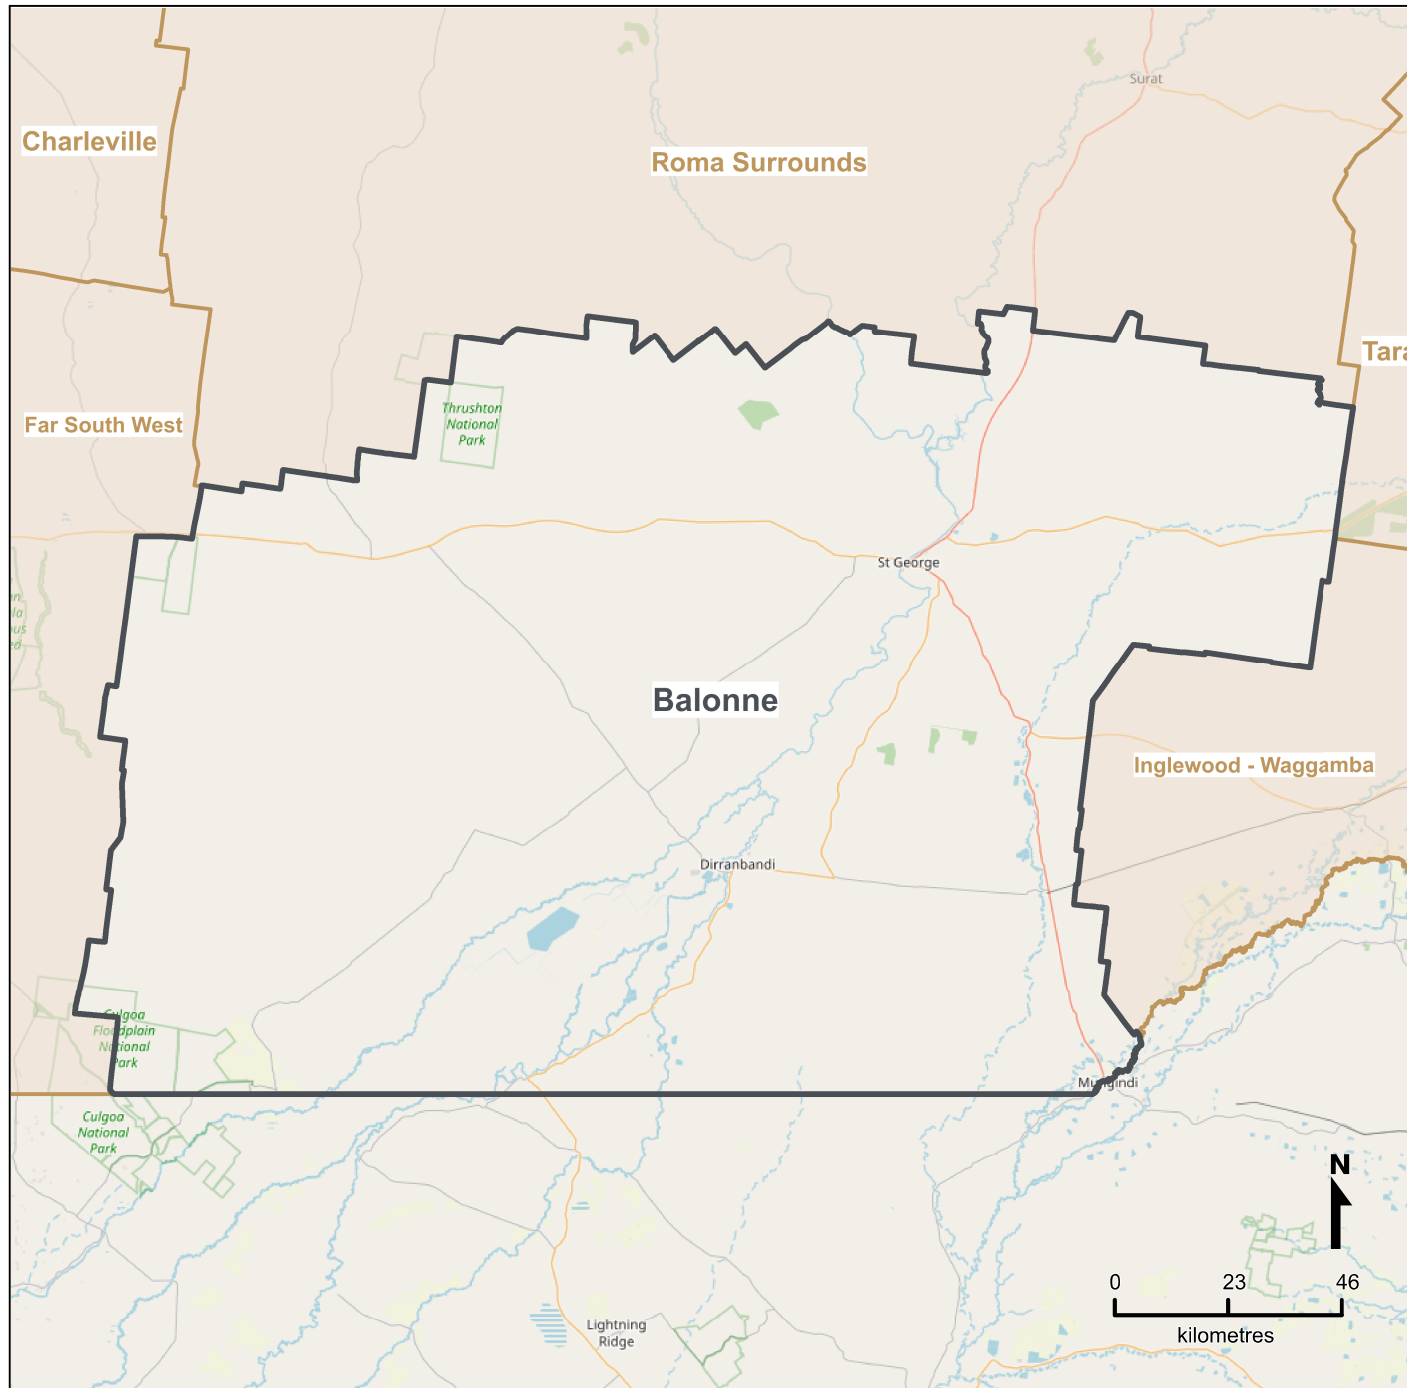 Surat
Charleville
Roma Surrounds
Tara
Thrushton
National
Park
Far South West
St George
Balonne
Inglewood - Waggamba
Dirranbandi
Culgoa
Floodplain
National
Park
Mungindi
Culgoa
National
Park
N
0 23 46
kilometres
Lightning
Ridge